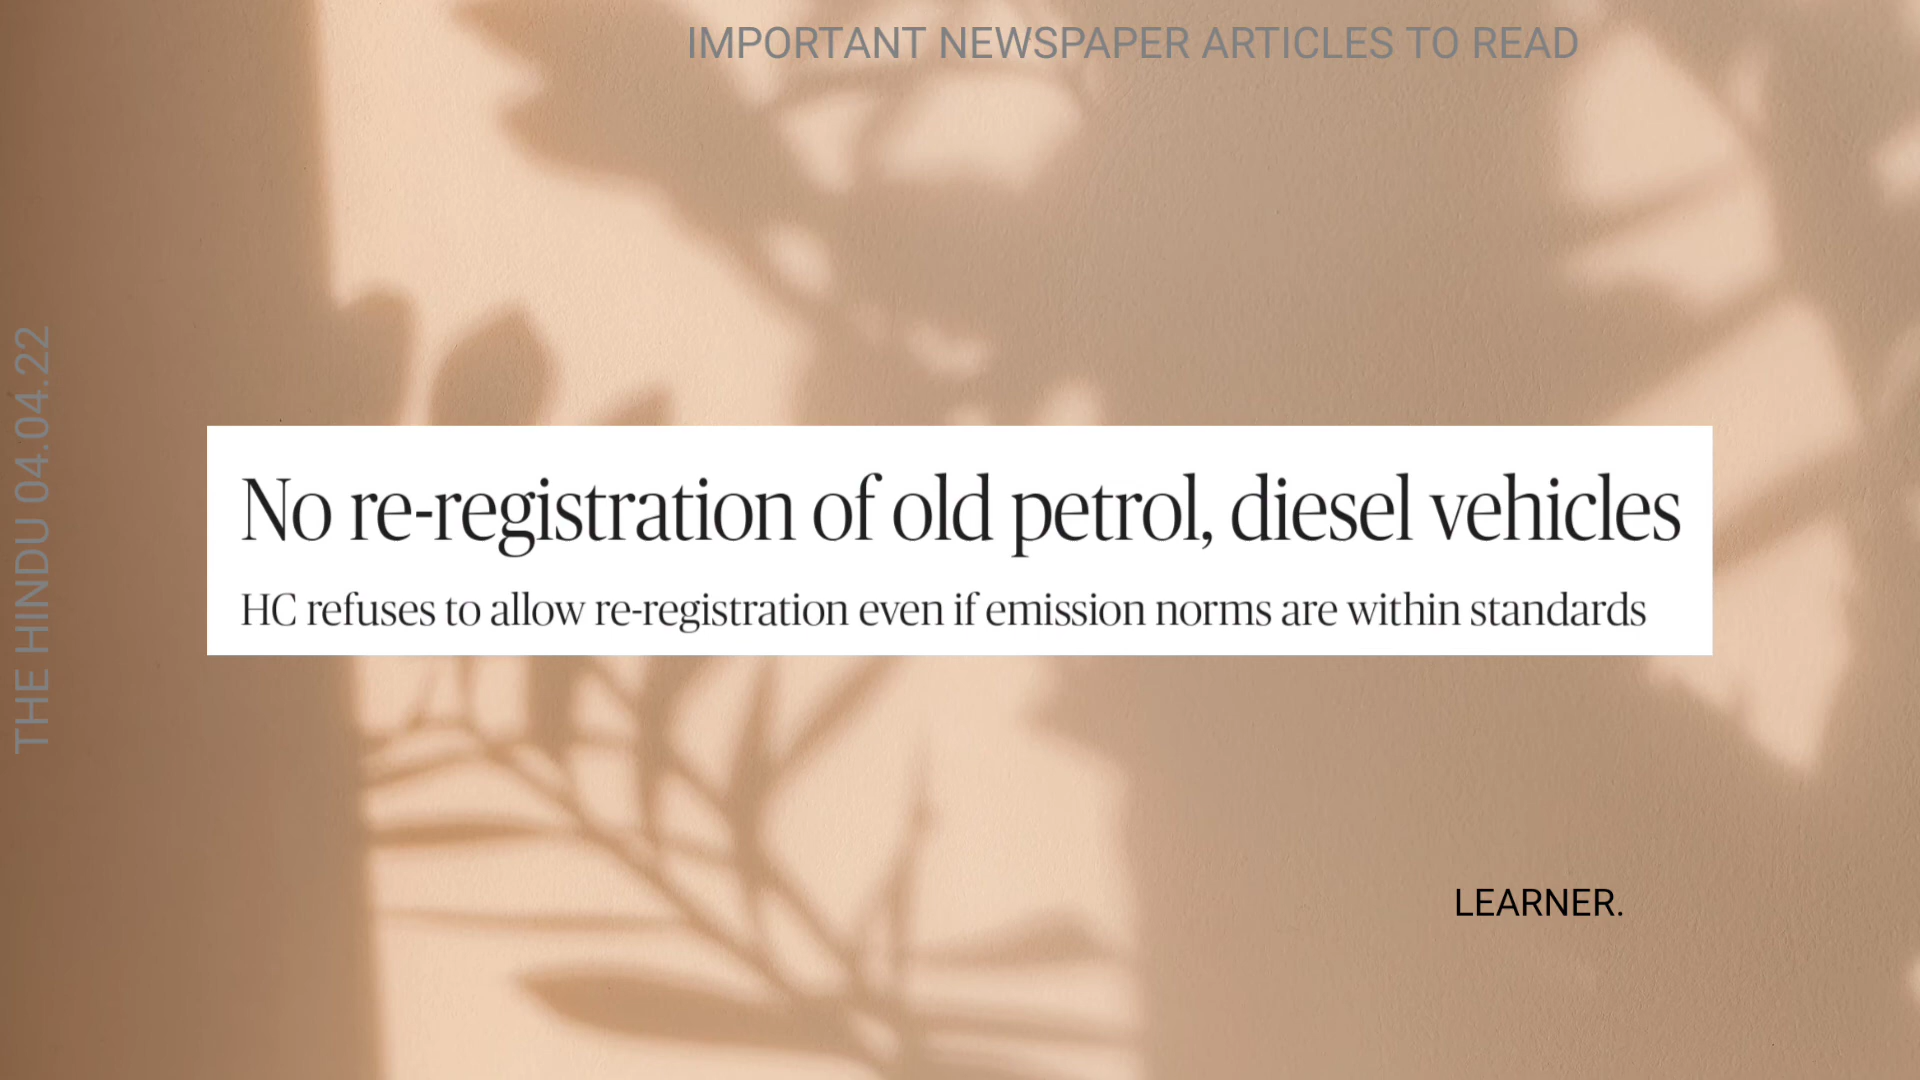 IMPORTANT NEWSPAPER ARTICLES TO READ
THE HINDU 04.04.22
No re-registration of old petrol, diesel vehicles
HC refuses to allow re-registration even if emission norms are within standards
LEARNER.